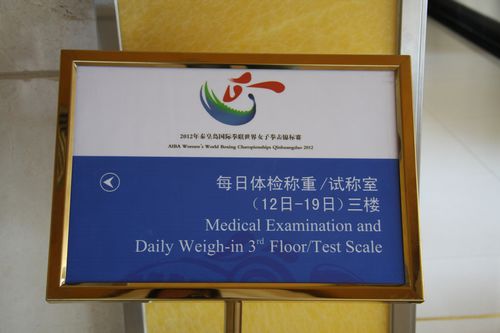 2012年秦皇岛国际拳联世界女子拳击锦标赛
AIBA Women's World Boxing Championships Qinhuangdao 2012
每日体检称重/试称室
(12日-19日)三楼
Medical Examination and
Daily Weigh-in 3rd Floor/Test Scale